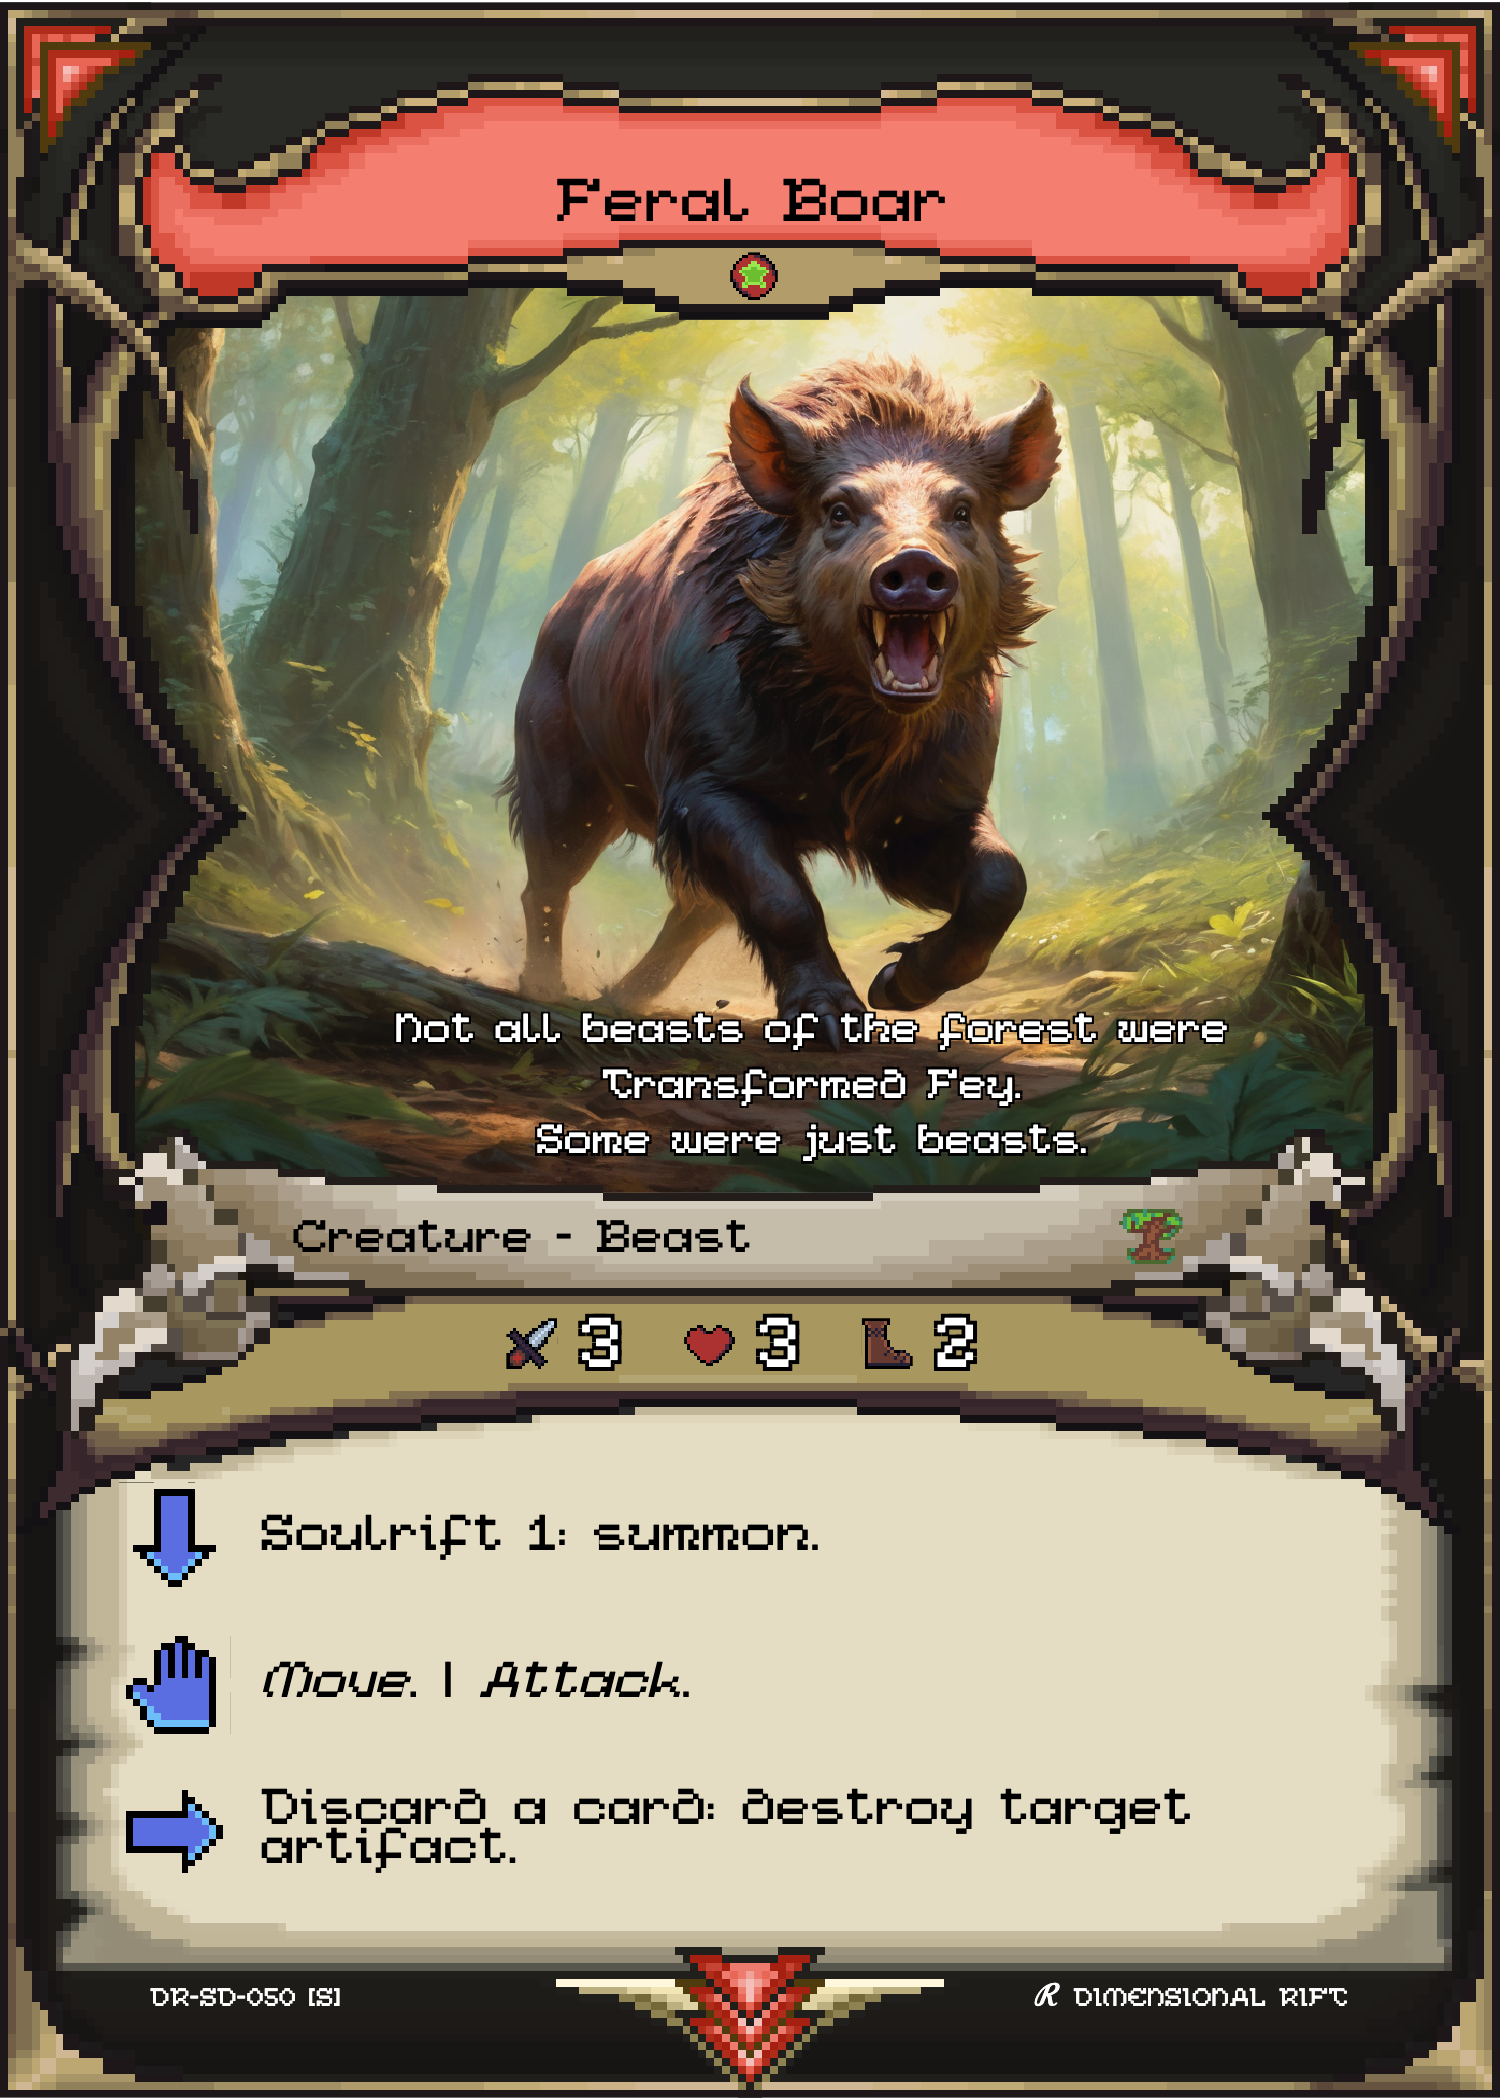 Feral Boar
Not all beasts of the forest were
Transformed Fey.
Some were just beasts.
Creature - Beast
3 3 2
Soulrift 1: summon.
Move. | Attack.
Discard a card: destroy target
artifact.
DR-SD-050 [S]
R DIMENSIONAL RIFT